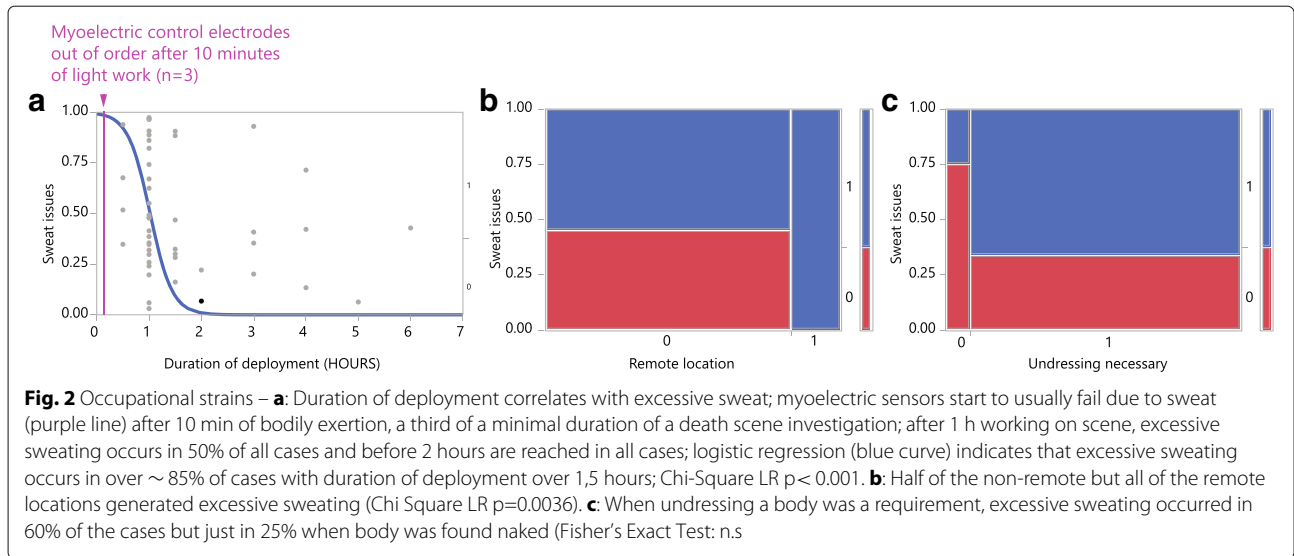 Myoelectric control electrodes
out of order after 10 minutes
of light work (n=3)
a
1.00
0.75
0.50
0.25
0.00
Sweat issues
1
0
0 1 2 3 4 5 6 7
Duration of deployment (HOURS)
b
1.00
0.75
0.50
0.25
0.00
Sweat issues
1
0
0 1
Remote location
c
1.00
0.75
0.50
0.25
0.00
Sweat issues
1
0
0 1
Undressing necessary
Fig. 2 Occupational strains – a: Duration of deployment correlates with excessive sweat; myoelectric sensors start to usually fail due to sweat
(purple line) after 10 min of bodily exertion, a third of a minimal duration of a death scene investigation; after 1 h working on scene, excessive
sweating occurs in 50% of all cases and before 2 hours are reached in all cases; logistic regression (blue curve) indicates that excessive sweating
occurs in over ∼ 85% of cases with duration of deployment over 1,5 hours; Chi-Square LR p< 0.001. b: Half of the non-remote but all of the remote
locations generated excessive sweating (Chi Square LR p=0.0036). c: When undressing a body was a requirement, excessive sweating occurred in
60% of the cases but just in 25% when body was found naked (Fisher's Exact Test: n.s